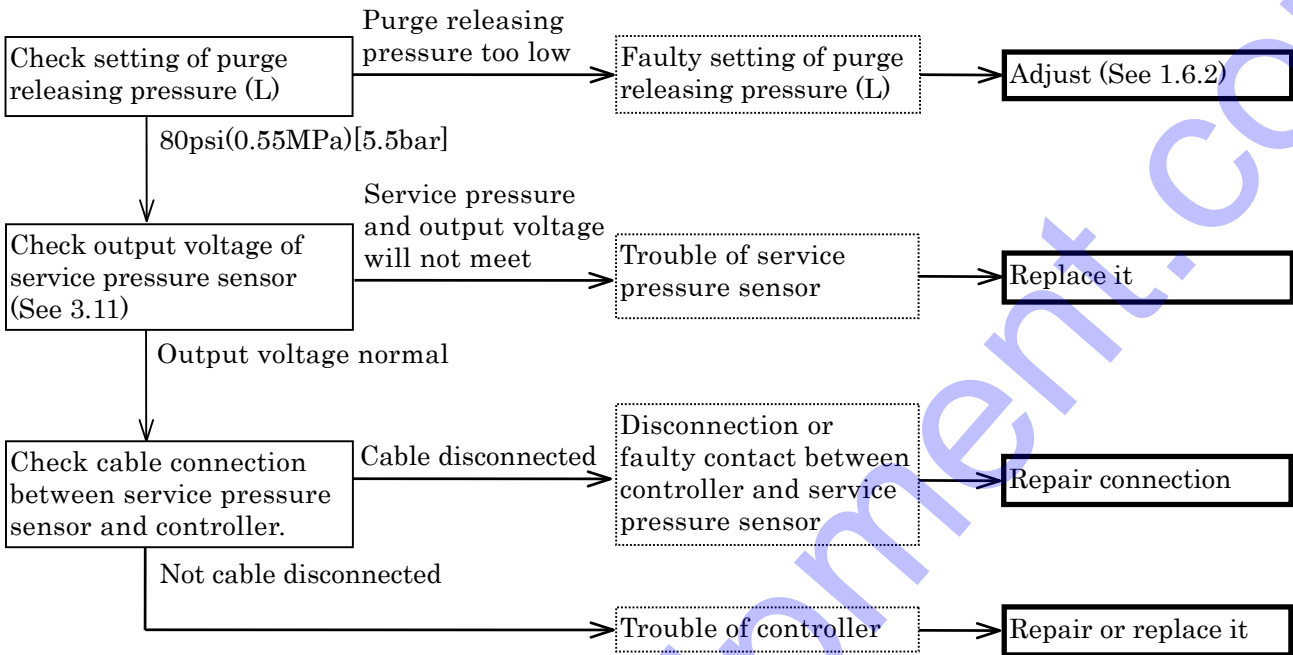 Purge releasing
pressure too low
Check setting of purge
releasing pressure (L)
Faulty setting of purge
releasing pressure (L)
Adjust (See 1.6.2)
80psi(0.55MPa)[5.5bar]
Service pressure
and output voltage
will not meet
Check output voltage of
service pressure sensor
(See 3.11)
Trouble of service
pressure sensor
Replace it
Output voltage normal
Check cable connection
between service pressure
sensor and controller.
Cable disconnected
Disconnection or
faulty contact between
controller and service
pressure sensor
Repair connection
Not cable disconnected
Trouble of controller
Repair or replace it